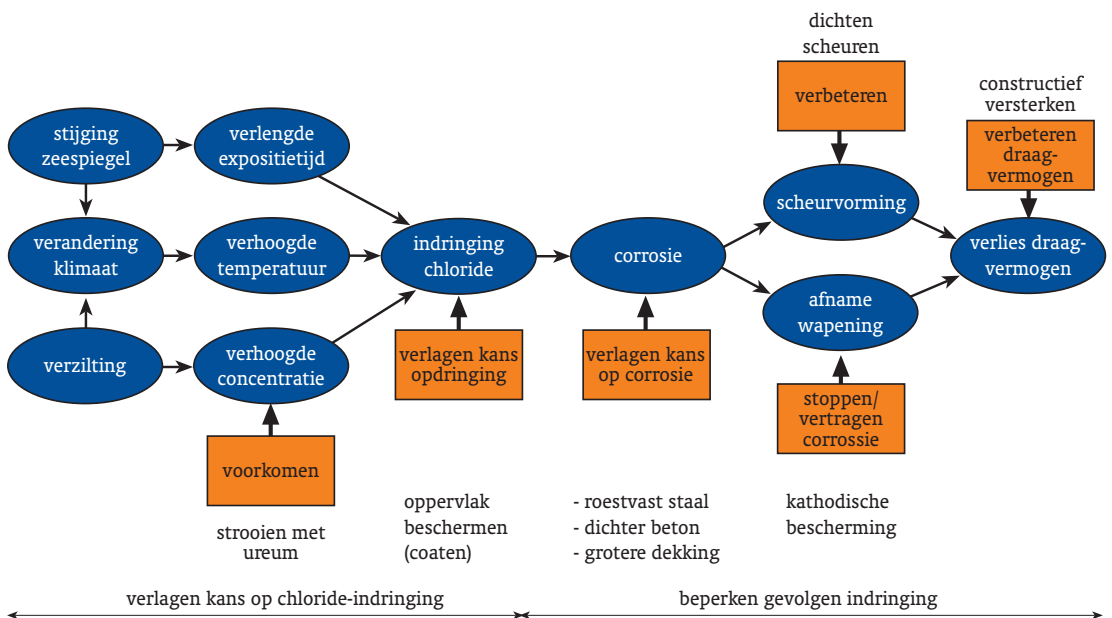 dichten
scheuren
verbeteren
constructief
versterken
verbeteren
draag-
vermogen
stijging
zeespiegel
verlengde
expositietijd
scheurvorming
verandering
klimaat
verhoogde
temperatuur
indringing
chloride
corrosie
verlies draag-
vermogen
afname
wapening
verzilting
verhoogde
concentratie
verlagen kans
opdringing
verlagen kans
op corrosie
stoppen/
vertragen
corrossie
voorkomen
strooien met
ureum
oppervlak
beschermen
(coaten)
- roestvast staal
- dichter beton
- grotere dekking
kathodische
bescherming
verlagen kans op chloride-indringing
beperken gevolgen indringing